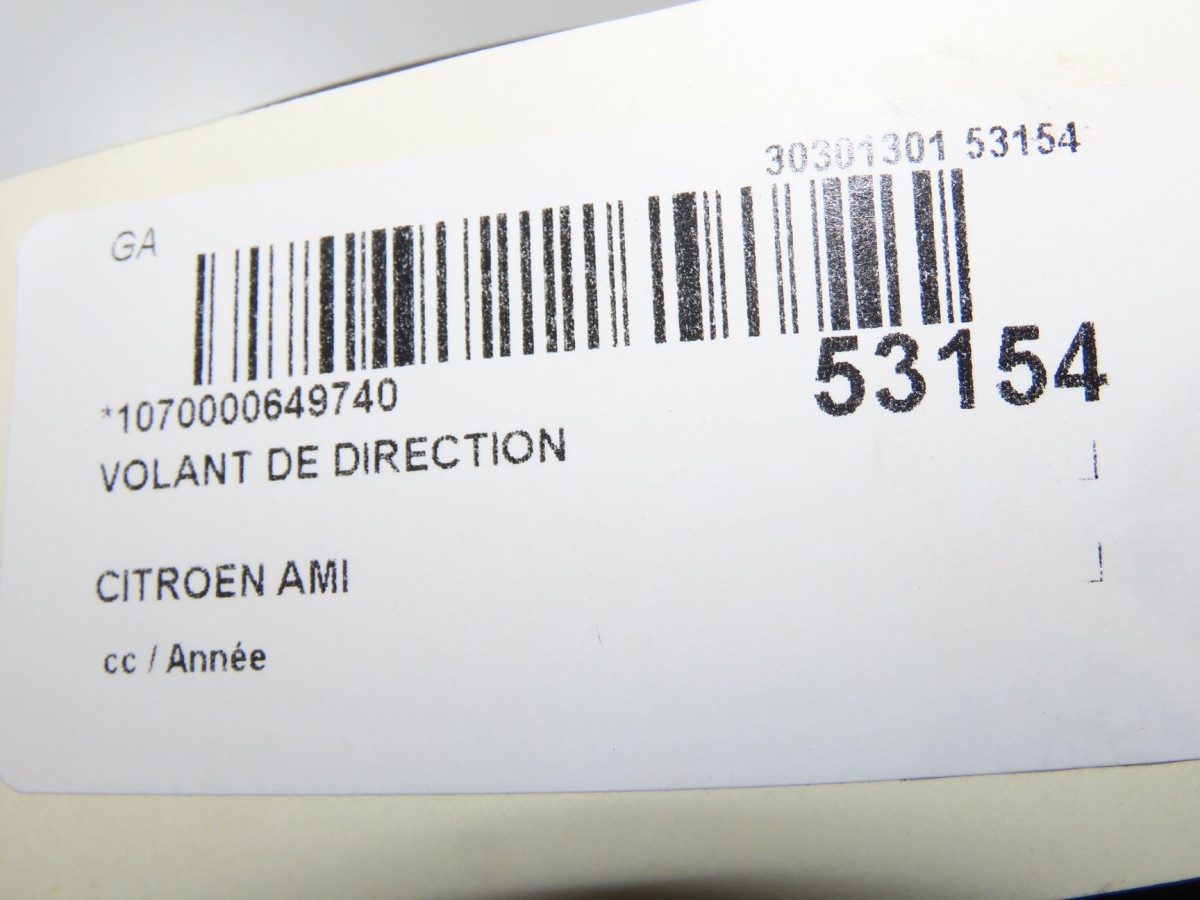 30301301 53154
GA
53154
*1070000649740
VOLANT DE DIRECTION
CITROEN AMI
cc / Année